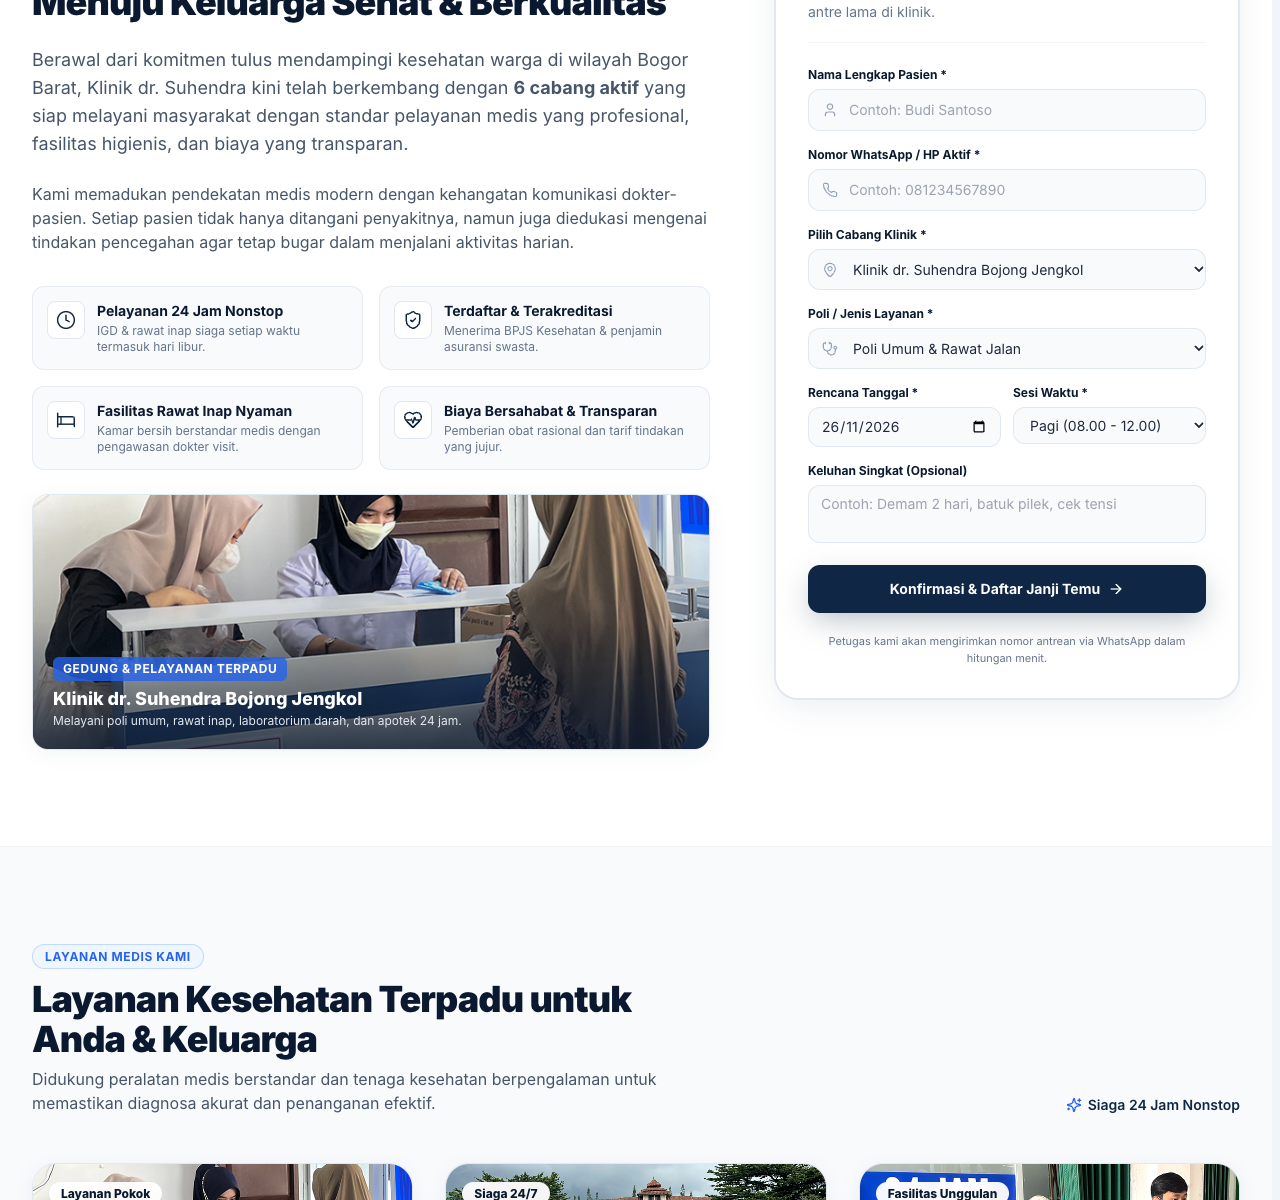 Menuju Keluarga Sehat & Berkualitas
Berawal dari komitmen tulus mendampingi kesehatan warga di wilayah Bogor
Barat, Klinik dr. Suhendra kini telah berkembang dengan 6 cabang aktif yang
siap melayani masyarakat dengan standar pelayanan medis yang profesional,
fasilitas higienis, dan biaya yang transparan.
Kami memadukan pendekatan medis modern dengan kehangatan komunikasi dokter-
pasien. Setiap pasien tidak hanya ditangani penyakitnya, namun juga diedukasi mengenai
tindakan pencegahan agar tetap bugar dalam menjalani aktivitas harian.
Pelayanan 24 Jam Nonstop
IGD & rawat inap siaga setiap waktu
termasuk hari libur.
Terdaftar & Terakreditasi
Menerima BPJS Kesehatan & penjamin
asuransi swasta.
Fasilitas Rawat Inap Nyaman
Kamar bersih berstandar medis dengan
pengawasan dokter visit.
Biaya Bersahabat & Transparan
Pemberian obat rasional dan tarif tindakan
yang jujur.
GEDUNG & PELAYANAN TERPADU
Klinik dr. Suhendra Bojong Jengkol
Melayani poli umum, rawat inap, laboratorium darah, dan apotek 24 jam.
antre lama di klinik.
Nama Lengkap Pasien *
Contoh: Budi Santoso
Nomor WhatsApp / HP Aktif *
Contoh: 081234567890
Pilih Cabang Klinik *
Klinik dr. Suhendra Bojong Jengkol
Poli / Jenis Layanan *
Poli Umum & Rawat Jalan
Rencana Tanggal *
26/11/2026
Sesi Waktu *
Pagi (08.00 - 12.00)
Keluhan Singkat (Opsional)
Contoh: Demam 2 hari, batuk pilek, cek tensi
Konfirmasi & Daftar Janji Temu
Petugas kami akan mengirimkan nomor antrean via WhatsApp dalam
hitungan menit.
LAYANAN MEDIS KAMI
Layanan Kesehatan Terpadu untuk
Anda & Keluarga
Didukung peralatan medis berstandar dan tenaga kesehatan berpengalaman untuk
memastikan diagnosa akurat dan penanganan efektif.
Siaga 24 Jam Nonstop
Layanan Pokok
Siaga 24/7
Fasilitas Unggulan